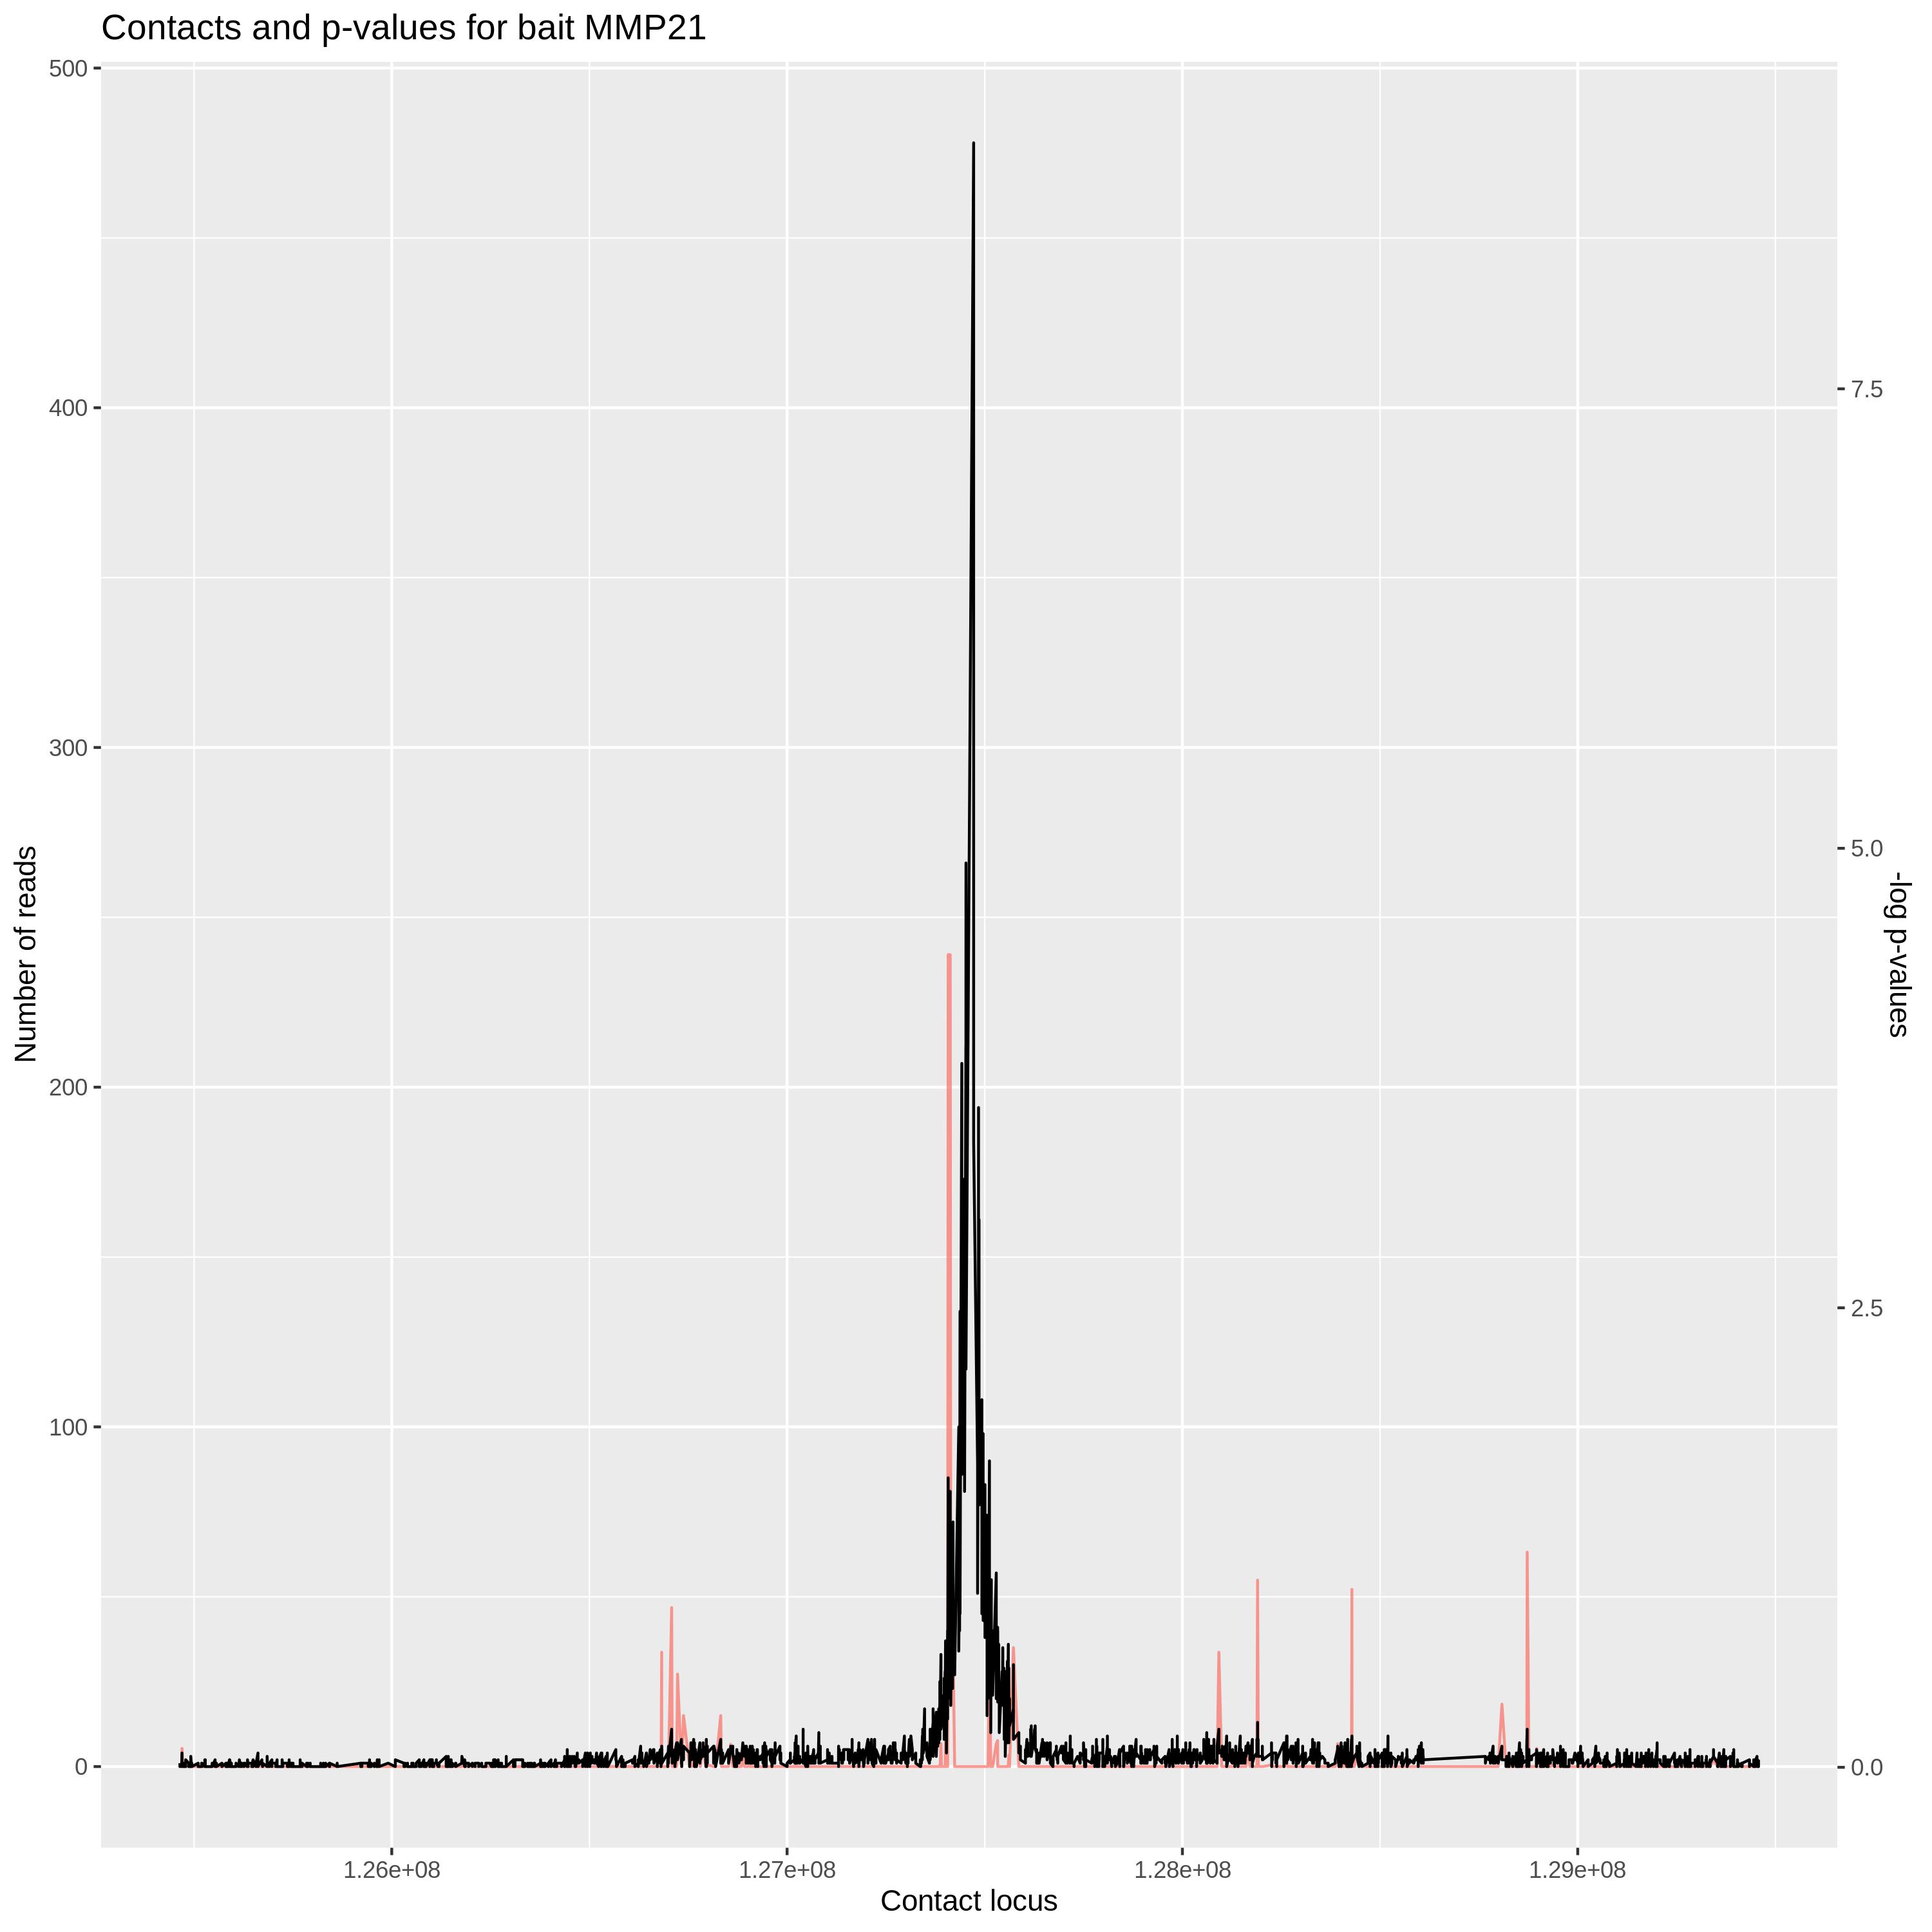 Contacts and p-values for bait MMP21
500
400
300
200
100
0
Number of reads
7.5
5.0
2.5
0.0
-log p-values
1.26e+08
1.27e+08
1.28e+08
1.29e+08
Contact locus